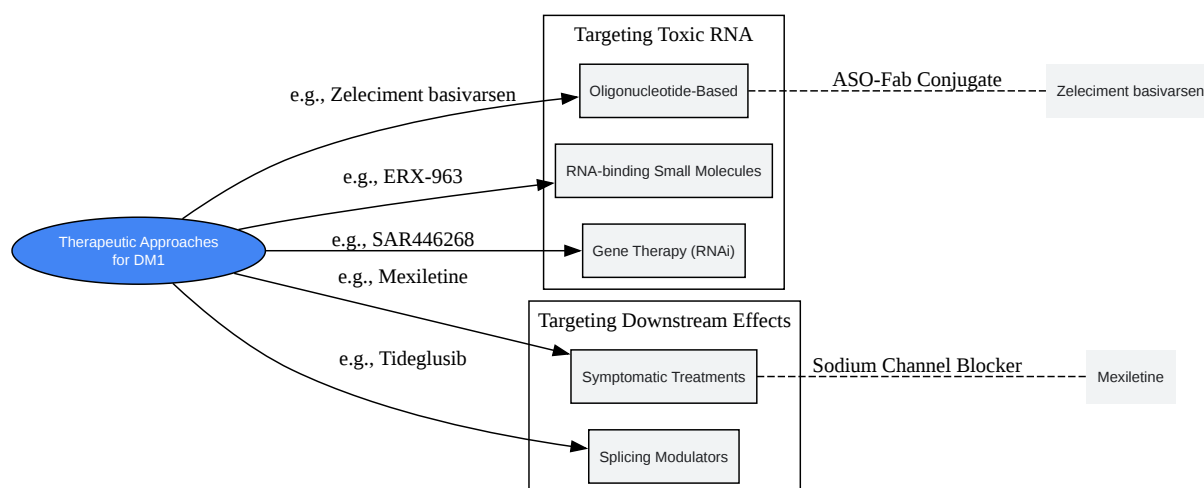 Targeting Toxic RNA
Oligonucleotide-Based
ASO-Fab Conjugate
Zeleciment basivarsen
e.g., Zeleciment basivarsen
RNA-binding Small Molecules
e.g., ERX-963
Therapeutic Approaches
for DM1
e.g., SAR446268
Gene Therapy (RNAi)
e.g., Mexiletine
Targeting Downstream Effects
Symptomatic Treatments
Sodium Channel Blocker
Mexiletine
e.g., Tideglusib
Splicing Modulators